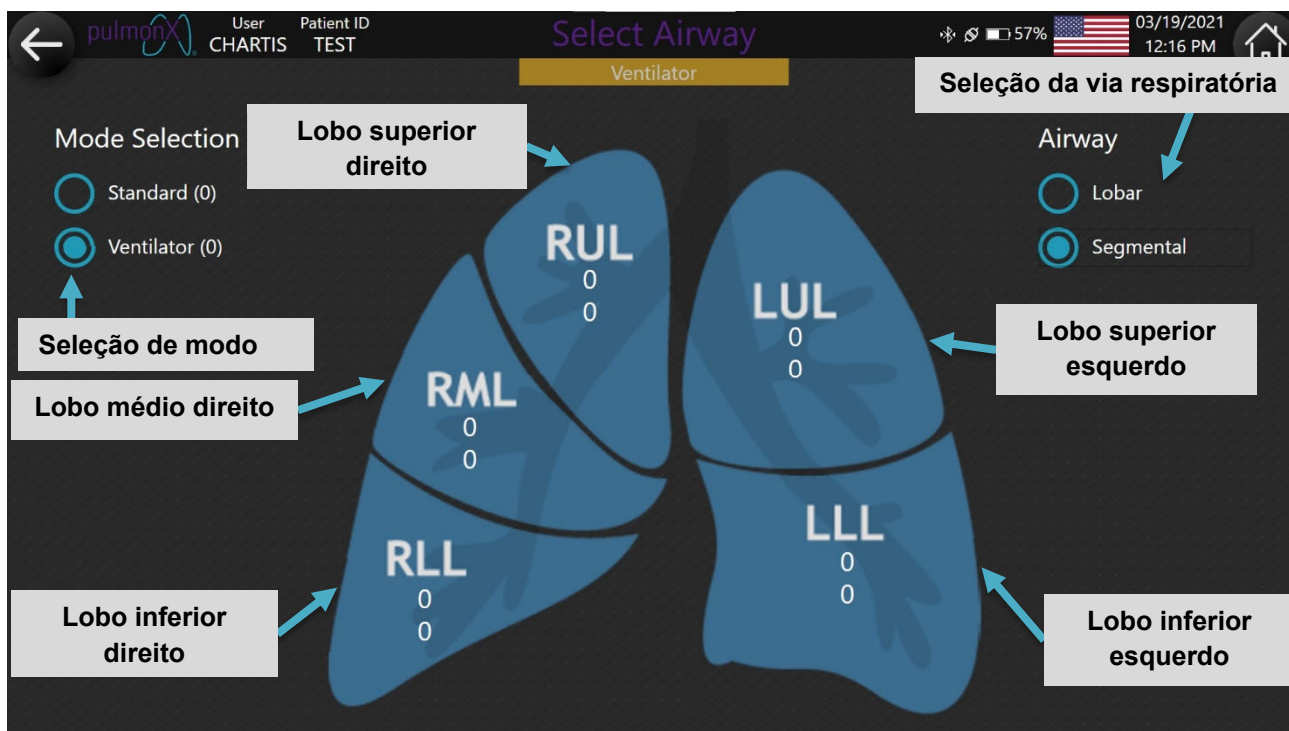 pulmonx
User
CHARTIS
Patient ID
TEST
Select Airway
57%
03/19/2021
12:16 PM
Ventilator
Seleção da via respiratória
Mode Selection
Standard (0)
Ventilator (0)
Lobo superior
direito
Airway
Lobar
Segmental
RUL
0
0
LUL
0
0
Seleção de modo
Lobo superior
esquerdo
Lobo médio direito
RML
0
0
RLL
0
0
LLL
0
0
Lobo inferior
direito
Lobo inferior
esquerdo